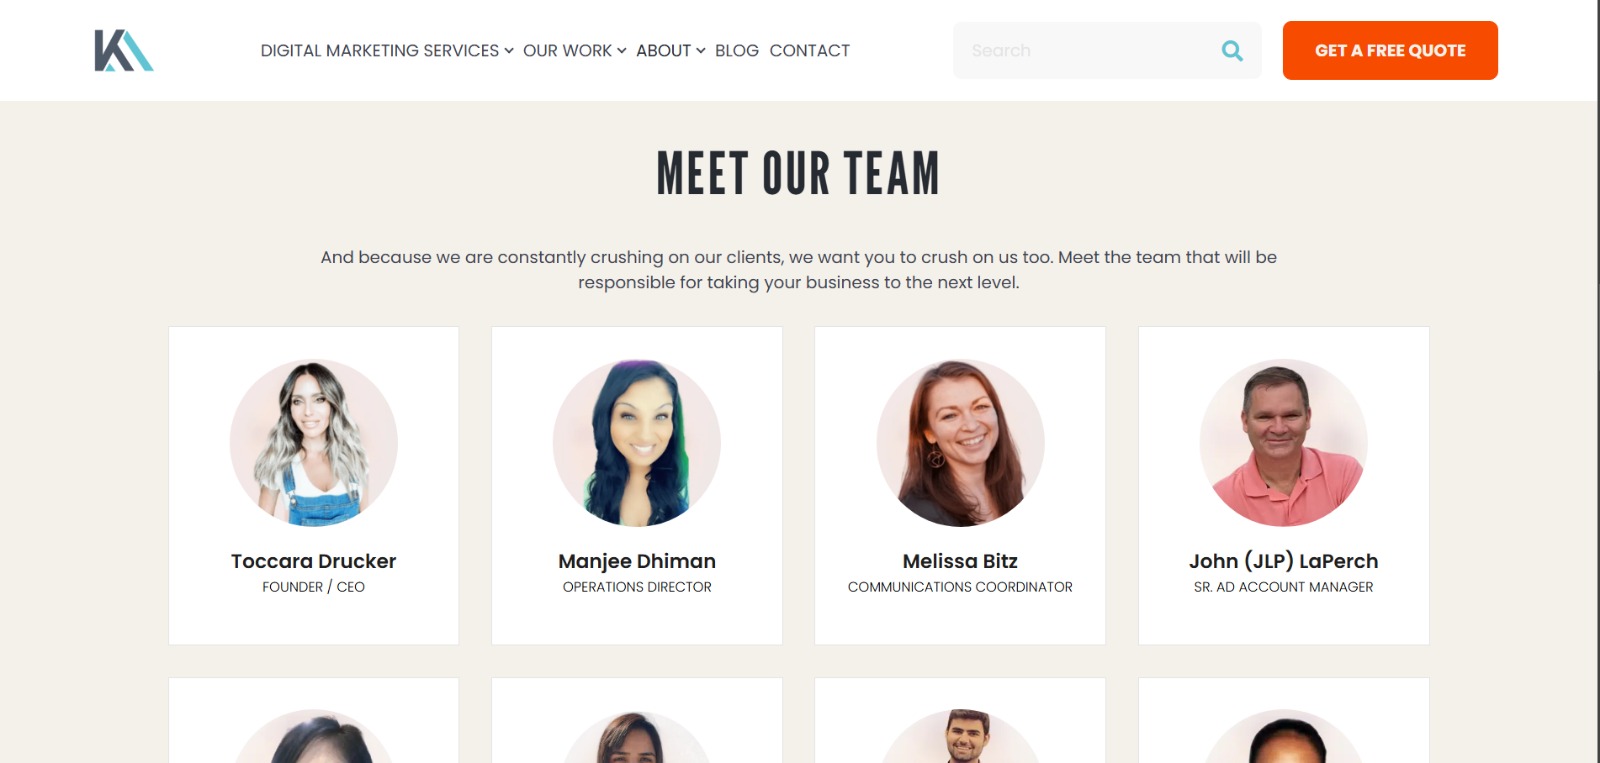 DIGITAL MARKETING SERVICES OUR WORK ABOUT BLOG CONTACT Search GET A FREE QUOTE
MEET OUR TEAM
And because we are constantly crushing on our clients, we want you to crush on us too. Meet the team that will be
responsible for taking your business to the next level.
Toccara Drucker
FOUNDER / CEO
Manjee Dhiman
OPERATIONS DIRECTOR
Melissa Bitz
COMMUNICATIONS COORDINATOR
John (JLP) LaPerch
SR. AD ACCOUNT MANAGER